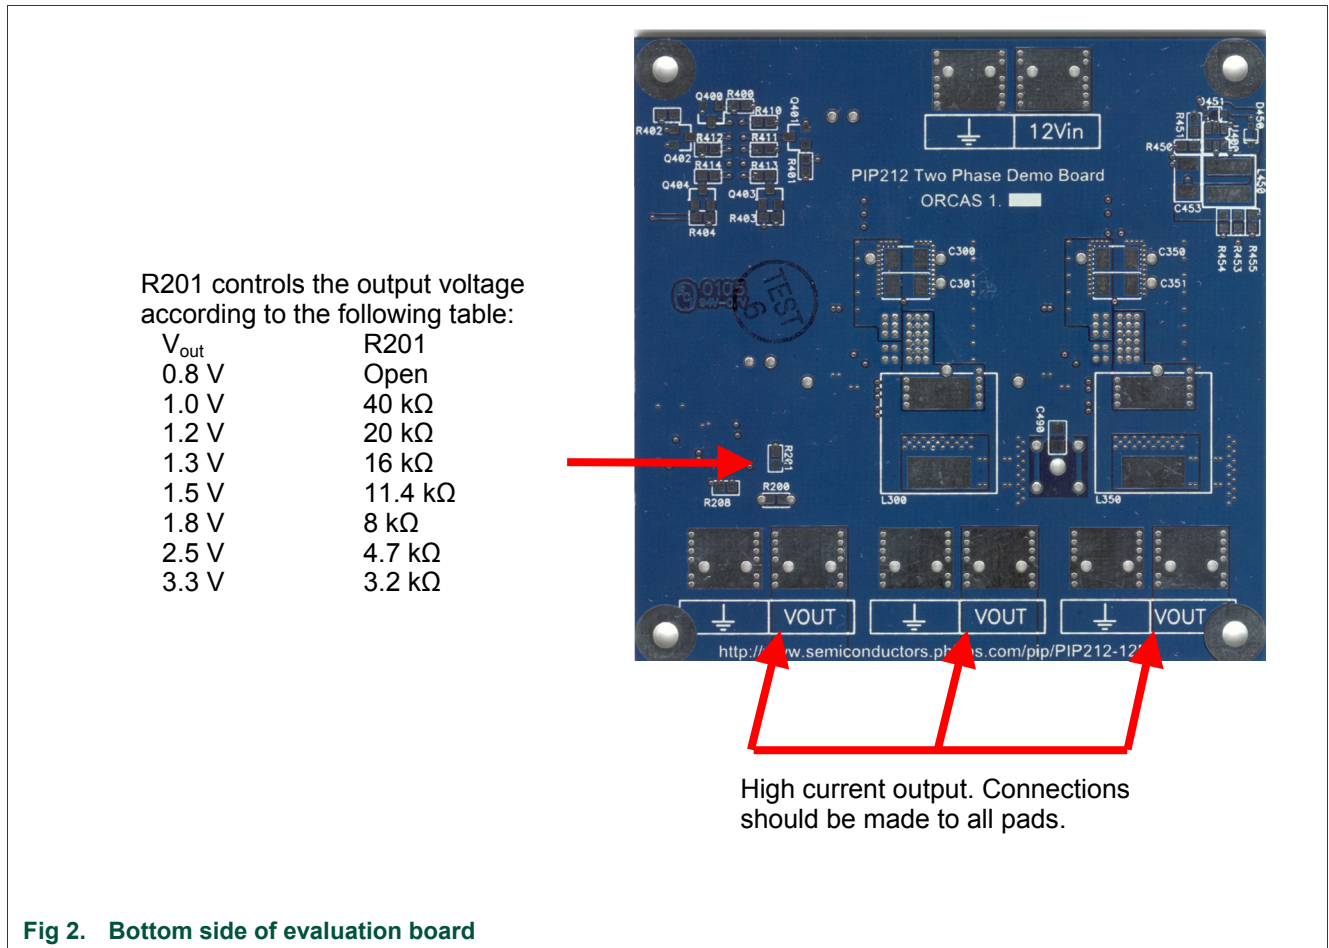 R201 controls the output voltage
according to the following table:
Vout R201
0.8 V Open
1.0 V 40 kΩ
1.2 V 20 kΩ
1.3 V 16 kΩ
1.5 V 11.4 kΩ
1.8 V 8 kΩ
2.5 V 4.7 kΩ
3.3 V 3.2 kΩ
12Vin
PIP212 Two Phase Demo Board
ORCAS 1.
Q400 R400
R410
Q401
R402
R412 R411
Q402
R414 R413
R401
Q404 Q403
R403
R404
D451
D450
R451
R450
L450
C453
R454
R453
R455
C300
C301
C350
C351
0105
TEST
6
R201
R200
R208
L300
C490
L350
VOUT
VOUT
VOUT
High current output. Connections
should be made to all pads.
Fig 2. Bottom side of evaluation board